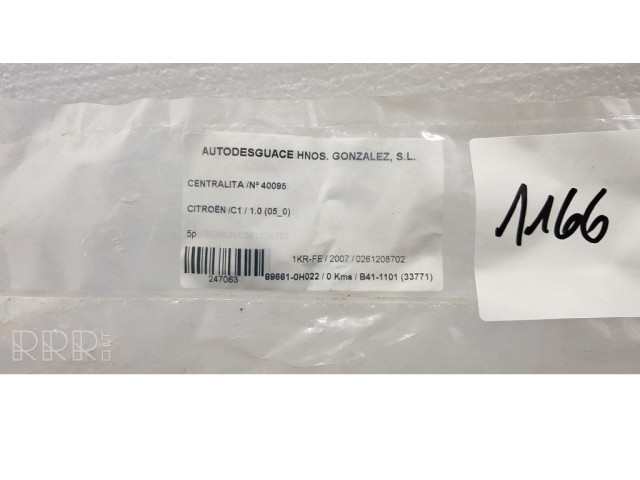 AUTODESGUACE HNOS. GONZALEZ, S.L.
CENTRALITA /Nº 40095
CITROËN /C1 / 1.0 (05_0)
5p
1KR-FE / 2007 / 0261208702
247063
89661-0H022 / 0 Kms / B41-1101 (33771)
1166
RRR.LT